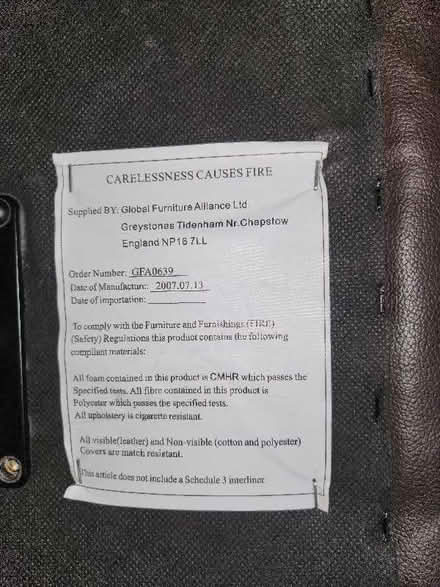 CARELESSNESS CAUSES FIRE
Supplied BY: Global Furniture Alliance Ltd
Greystones Tidenham Nr.Chepstow
England NP16 7LL
Order Number: GFA0639
Date of Manufacture: 2007.07.13
Date of importation:
To comply with the Furniture and Furnishings (FIRE)
(Safety) Regulations this product contains the following
compliant materials:
All foam contained in this product is CMHR which passes the
Specified tests. All fibre contained in this product is
Polyester which passes the specified tests.
All upholstery is cigarette resistant.
All visible(leather) and Non-visible (cotton and polyester)
Covers are match resistant.
This article does not include a Schedule 3 interliner